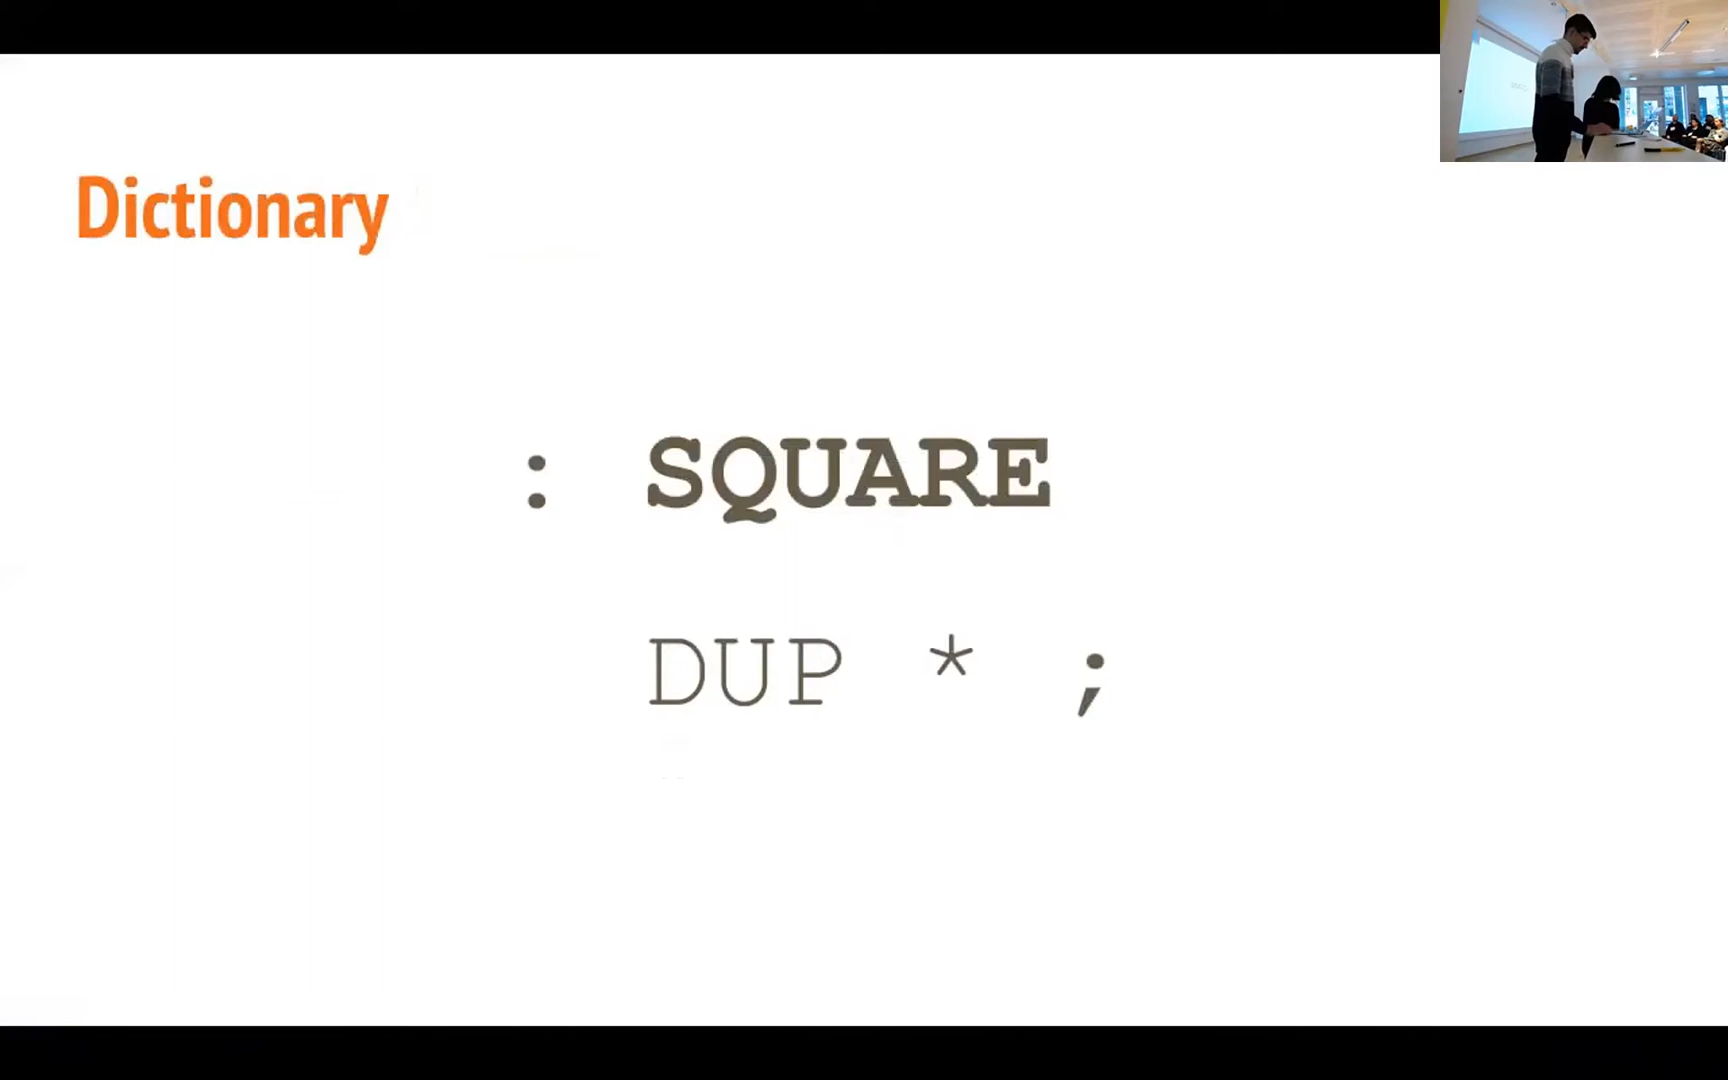 Dictionary
: SQUARE
DUP * ;